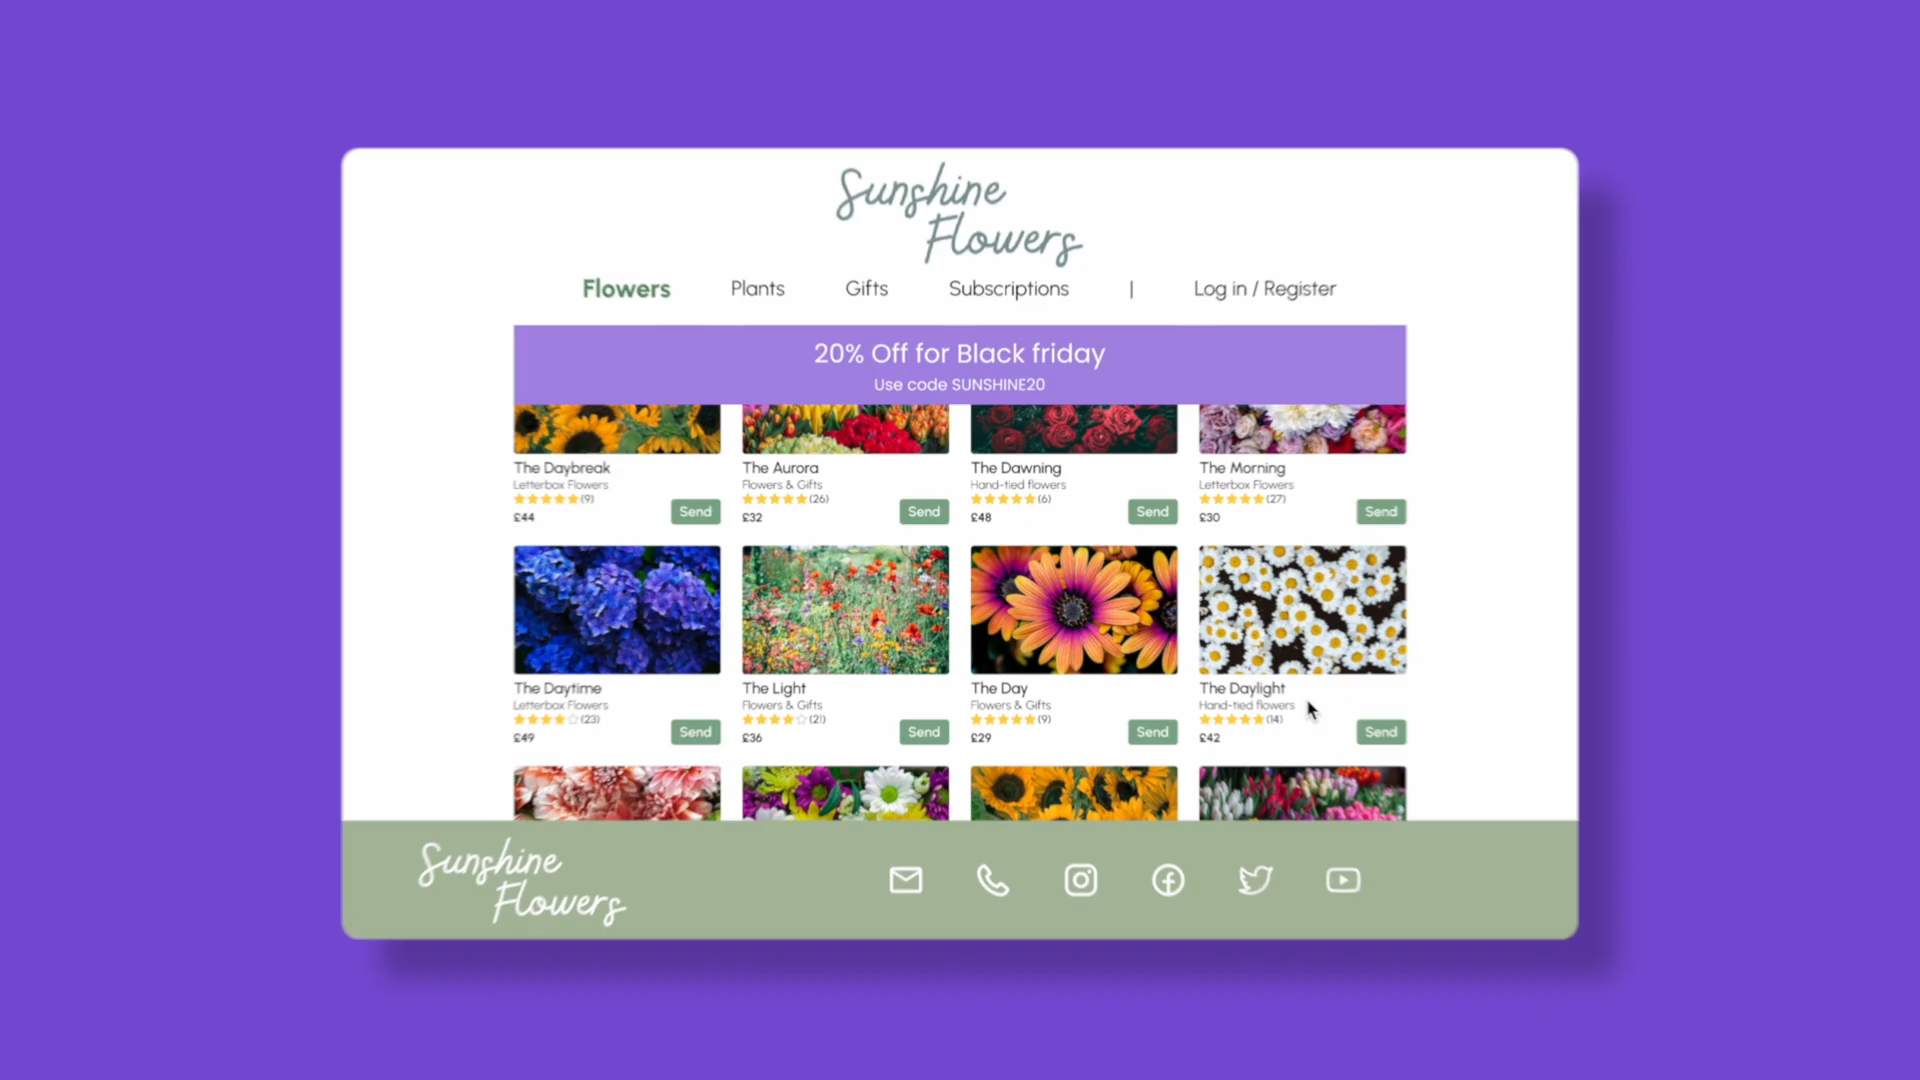 Sunshine
Flowers
Flowers Plants Gifts Subscriptions | Log in / Register
20% Off for Black friday
Use code SUNSHINE20
The Daybreak
Letterbox Flowers
(9)
£44
Send
The Aurora
Flowers & Gifts
(26)
£32
Send
The Dawning
Hand-tied flowers
(6)
£48
Send
The Morning
Letterbox Flowers
(27)
£30
Send
The Daytime
Letterbox Flowers
(23)
£49
Send
The Light
Flowers & Gifts
(21)
£36
Send
The Day
Flowers & Gifts
(9)
£29
Send
The Daylight
Hand-tied flowers
(14)
£42
Send
Sunshine
Flowers